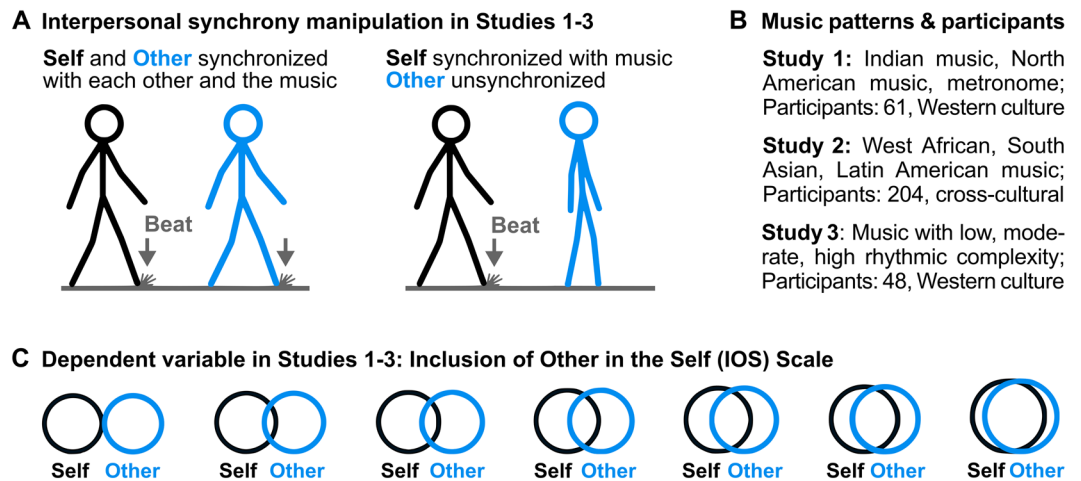 A Interpersonal synchrony manipulation in Studies 1-3
Self and Other synchronized
with each other and the music
Beat
Self synchronized with music
Other unsynchronized
Beat
B Music patterns & participants
Study 1: Indian music, North
American music, metronome;
Participants: 61, Western culture
Study 2: West African, South
Asian, Latin American music;
Participants: 204, cross-cultural
Study 3: Music with low, mode-
rate, high rhythmic complexity;
Participants: 48, Western culture
C Dependent variable in Studies 1-3: Inclusion of Other in the Self (IOS) Scale
Self Other
Self Other
Self Other
Self Other
Self Other
Self Other
Self Other